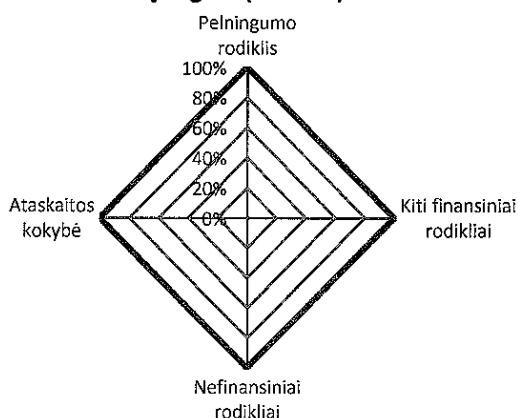 Pelningumo
rodiklis
100%
80%
60%
40%
20%
0%
Ataskaitos
kokybė
Kiti finansiniai
rodikliai
Nefinansiniai
rodikliai